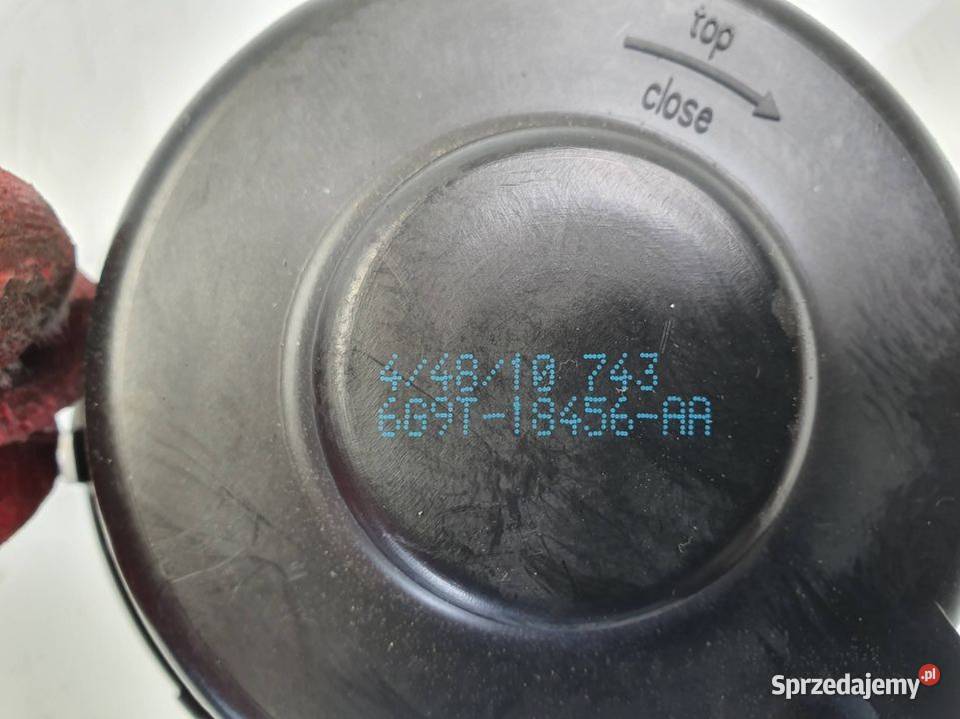 top
close
4/48/10 743
6G9T-18456-AA
Sprzedajemy.pl